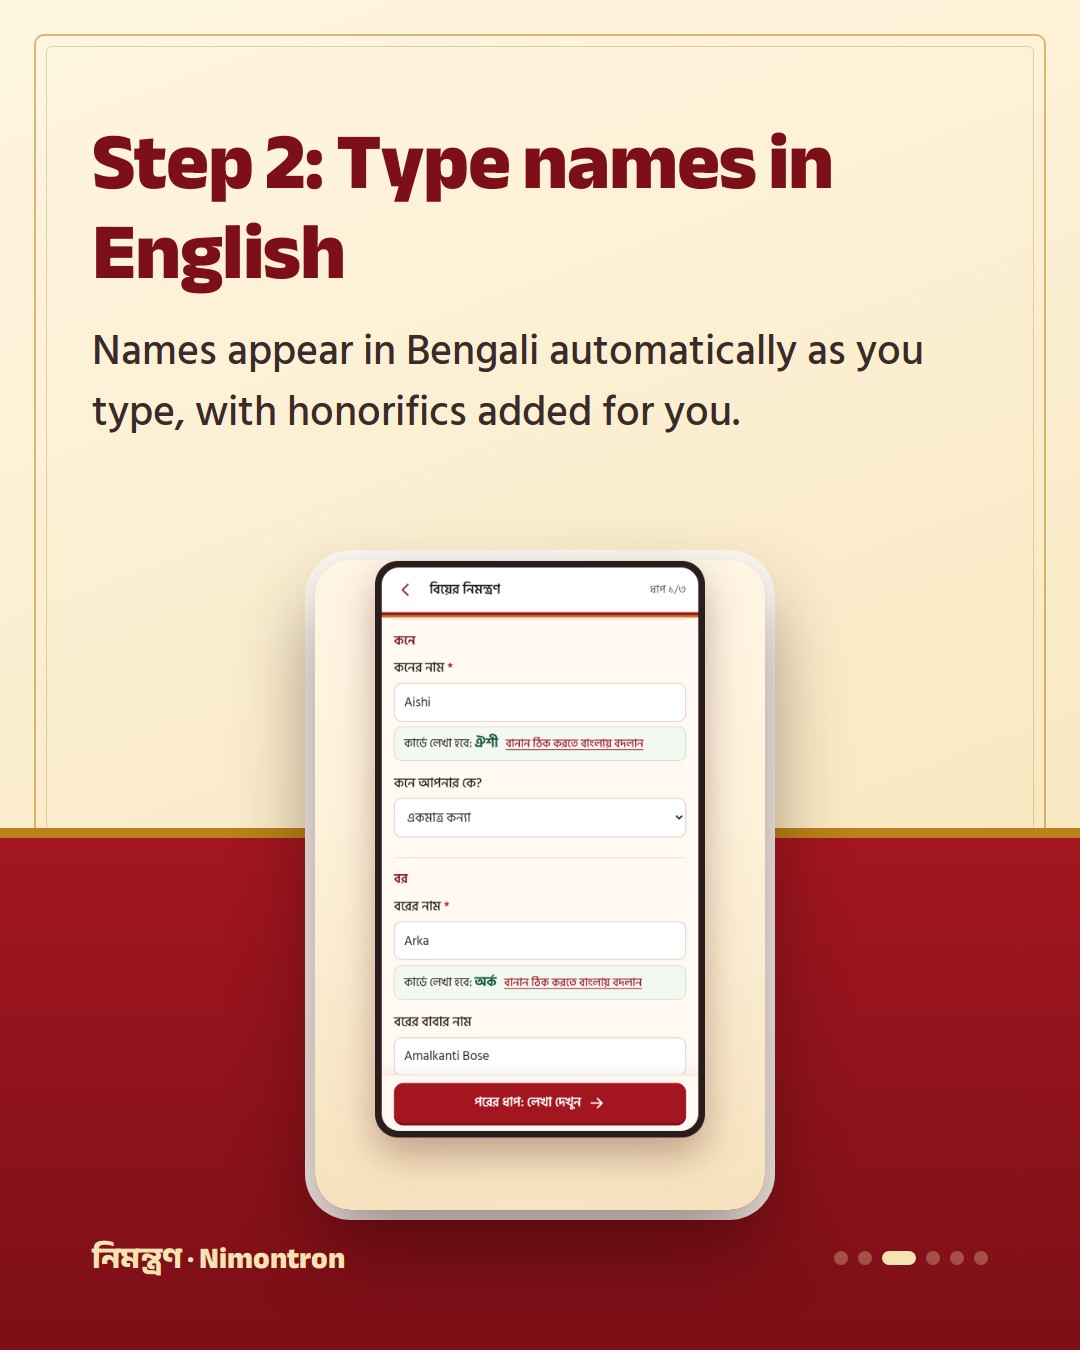 Step 2: Type names in
English
Names appear in Bengali automatically as you
type, with honorifics added for you.
বিয়ের নিমন্ত্রণ ধাপ ১/৩
কনে
কনের নাম *
Aishi
কার্ডে লেখা হবে: ঐশী বানান ঠিক করতে বাংলায় বদলান
কনে আপনার কে?
একমাত্র কন্যা
বর
বরের নাম *
Arka
কার্ডে লেখা হবে: অর্ক বানান ঠিক করতে বাংলায় বদলান
বরের বাবার নাম
Amalkanti Bose
পরের ধাপ: লেখা দেখুন →
নিমন্ত্রণ · Nimontron